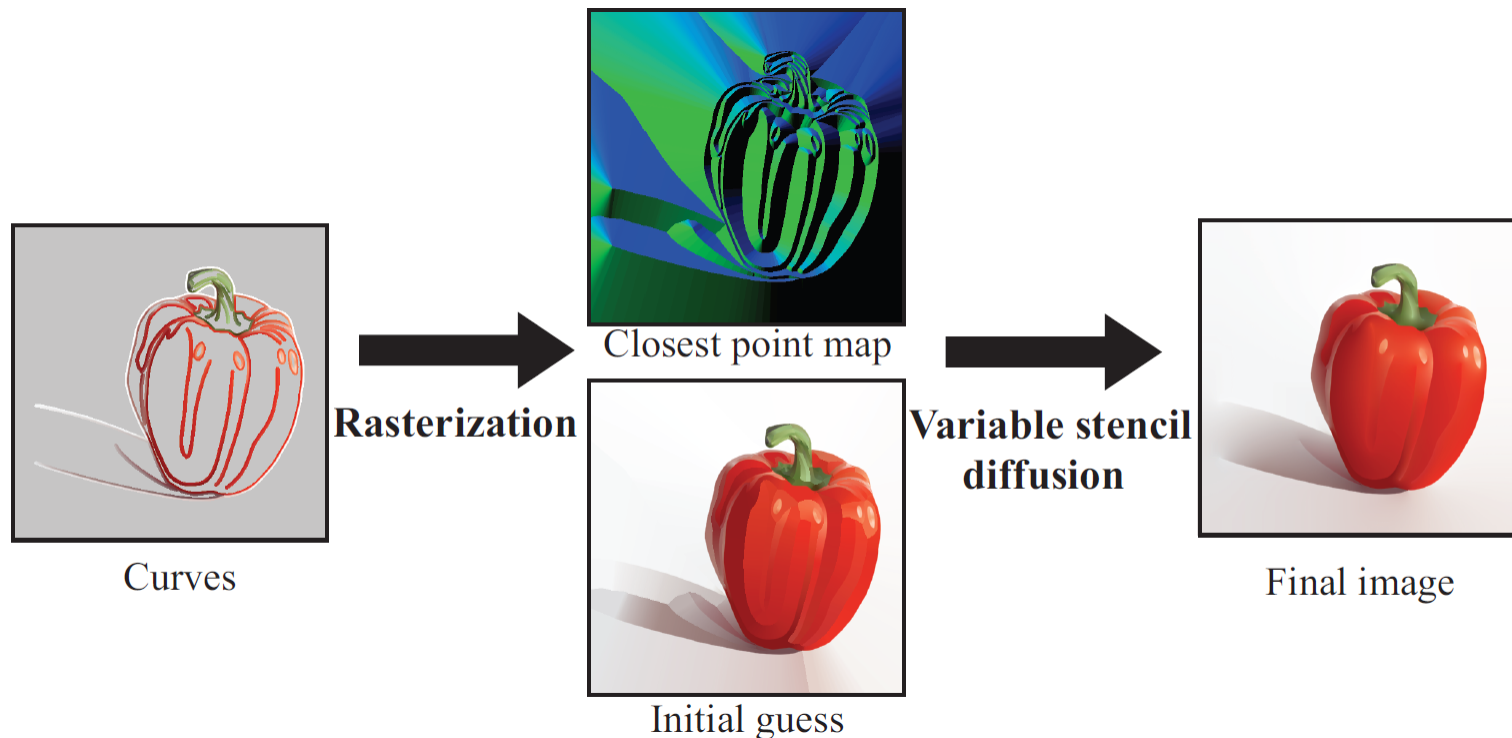 Curves
Rasterization
Closest point map
Initial guess
Variable stencil
diffusion
Final image